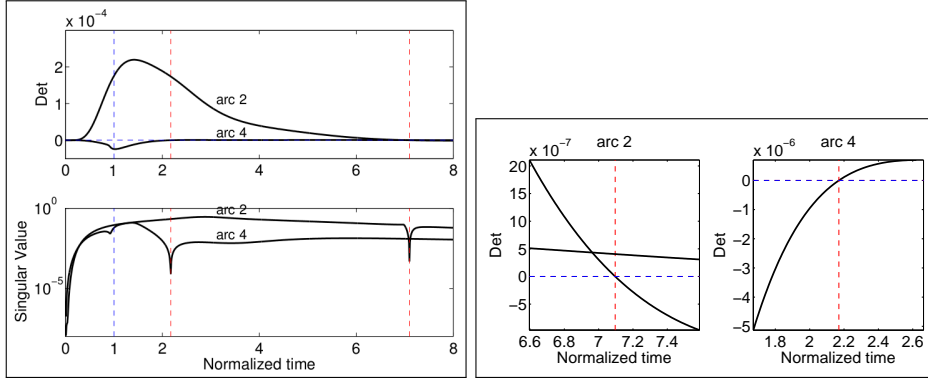 x 10⁻⁴
2
1
0
Det
arc 2
arc 4
0 1 2 4 6 8
10⁰
10⁻⁵
Singular Value
arc 2
arc 4
0 1 2 4 6 8
Normalized time
x 10⁻⁷
arc 2
20
15
10
5
0
−5
Det
6.6 6.8 7 7.2 7.4
Normalized time
x 10⁻⁶
arc 4
0
−1
−2
−3
−4
−5
Det
1.8 2 2.2 2.4 2.6
Normalized time